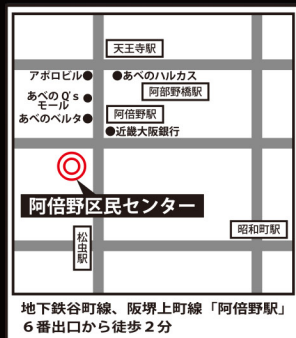 天王寺駅
アポロビル●
●あべのハルカス
あべのQ's
モール●
阿部野橋駅
あべのベルタ●
阿倍野駅
●近畿大阪銀行
阿倍野区民センター
松虫駅
昭和町駅
地下鉄谷町線、阪堺上町線「阿倍野駅」
６番出口から徒歩２分